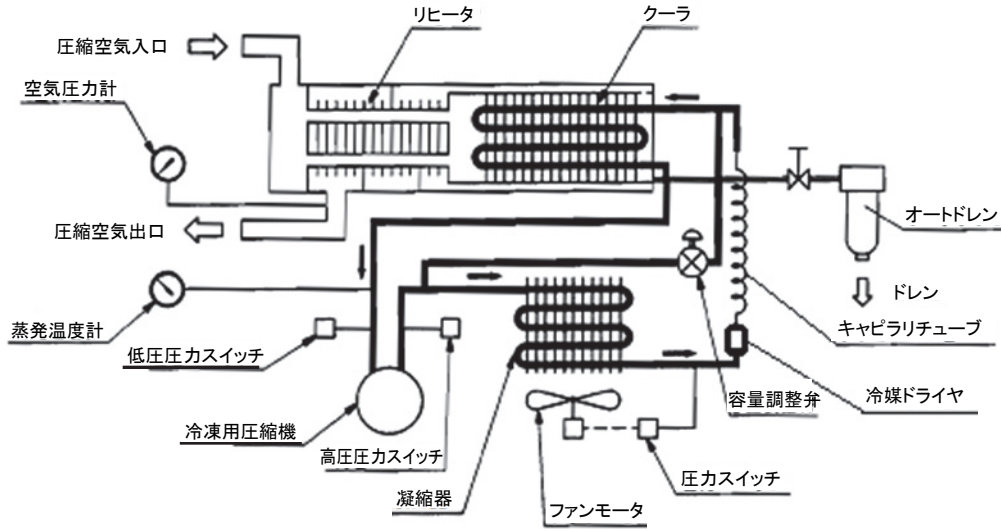 リヒータ
クーラ
圧縮空気入口
空気圧力計
圧縮空気出口
オートドレン
ドレン
蒸発温度計
キャピラリチューブ
低圧圧力スイッチ
冷媒ドライヤ
容量調整弁
冷凍用圧縮機
高圧圧力スイッチ
圧力スイッチ
凝縮器
ファンモータ